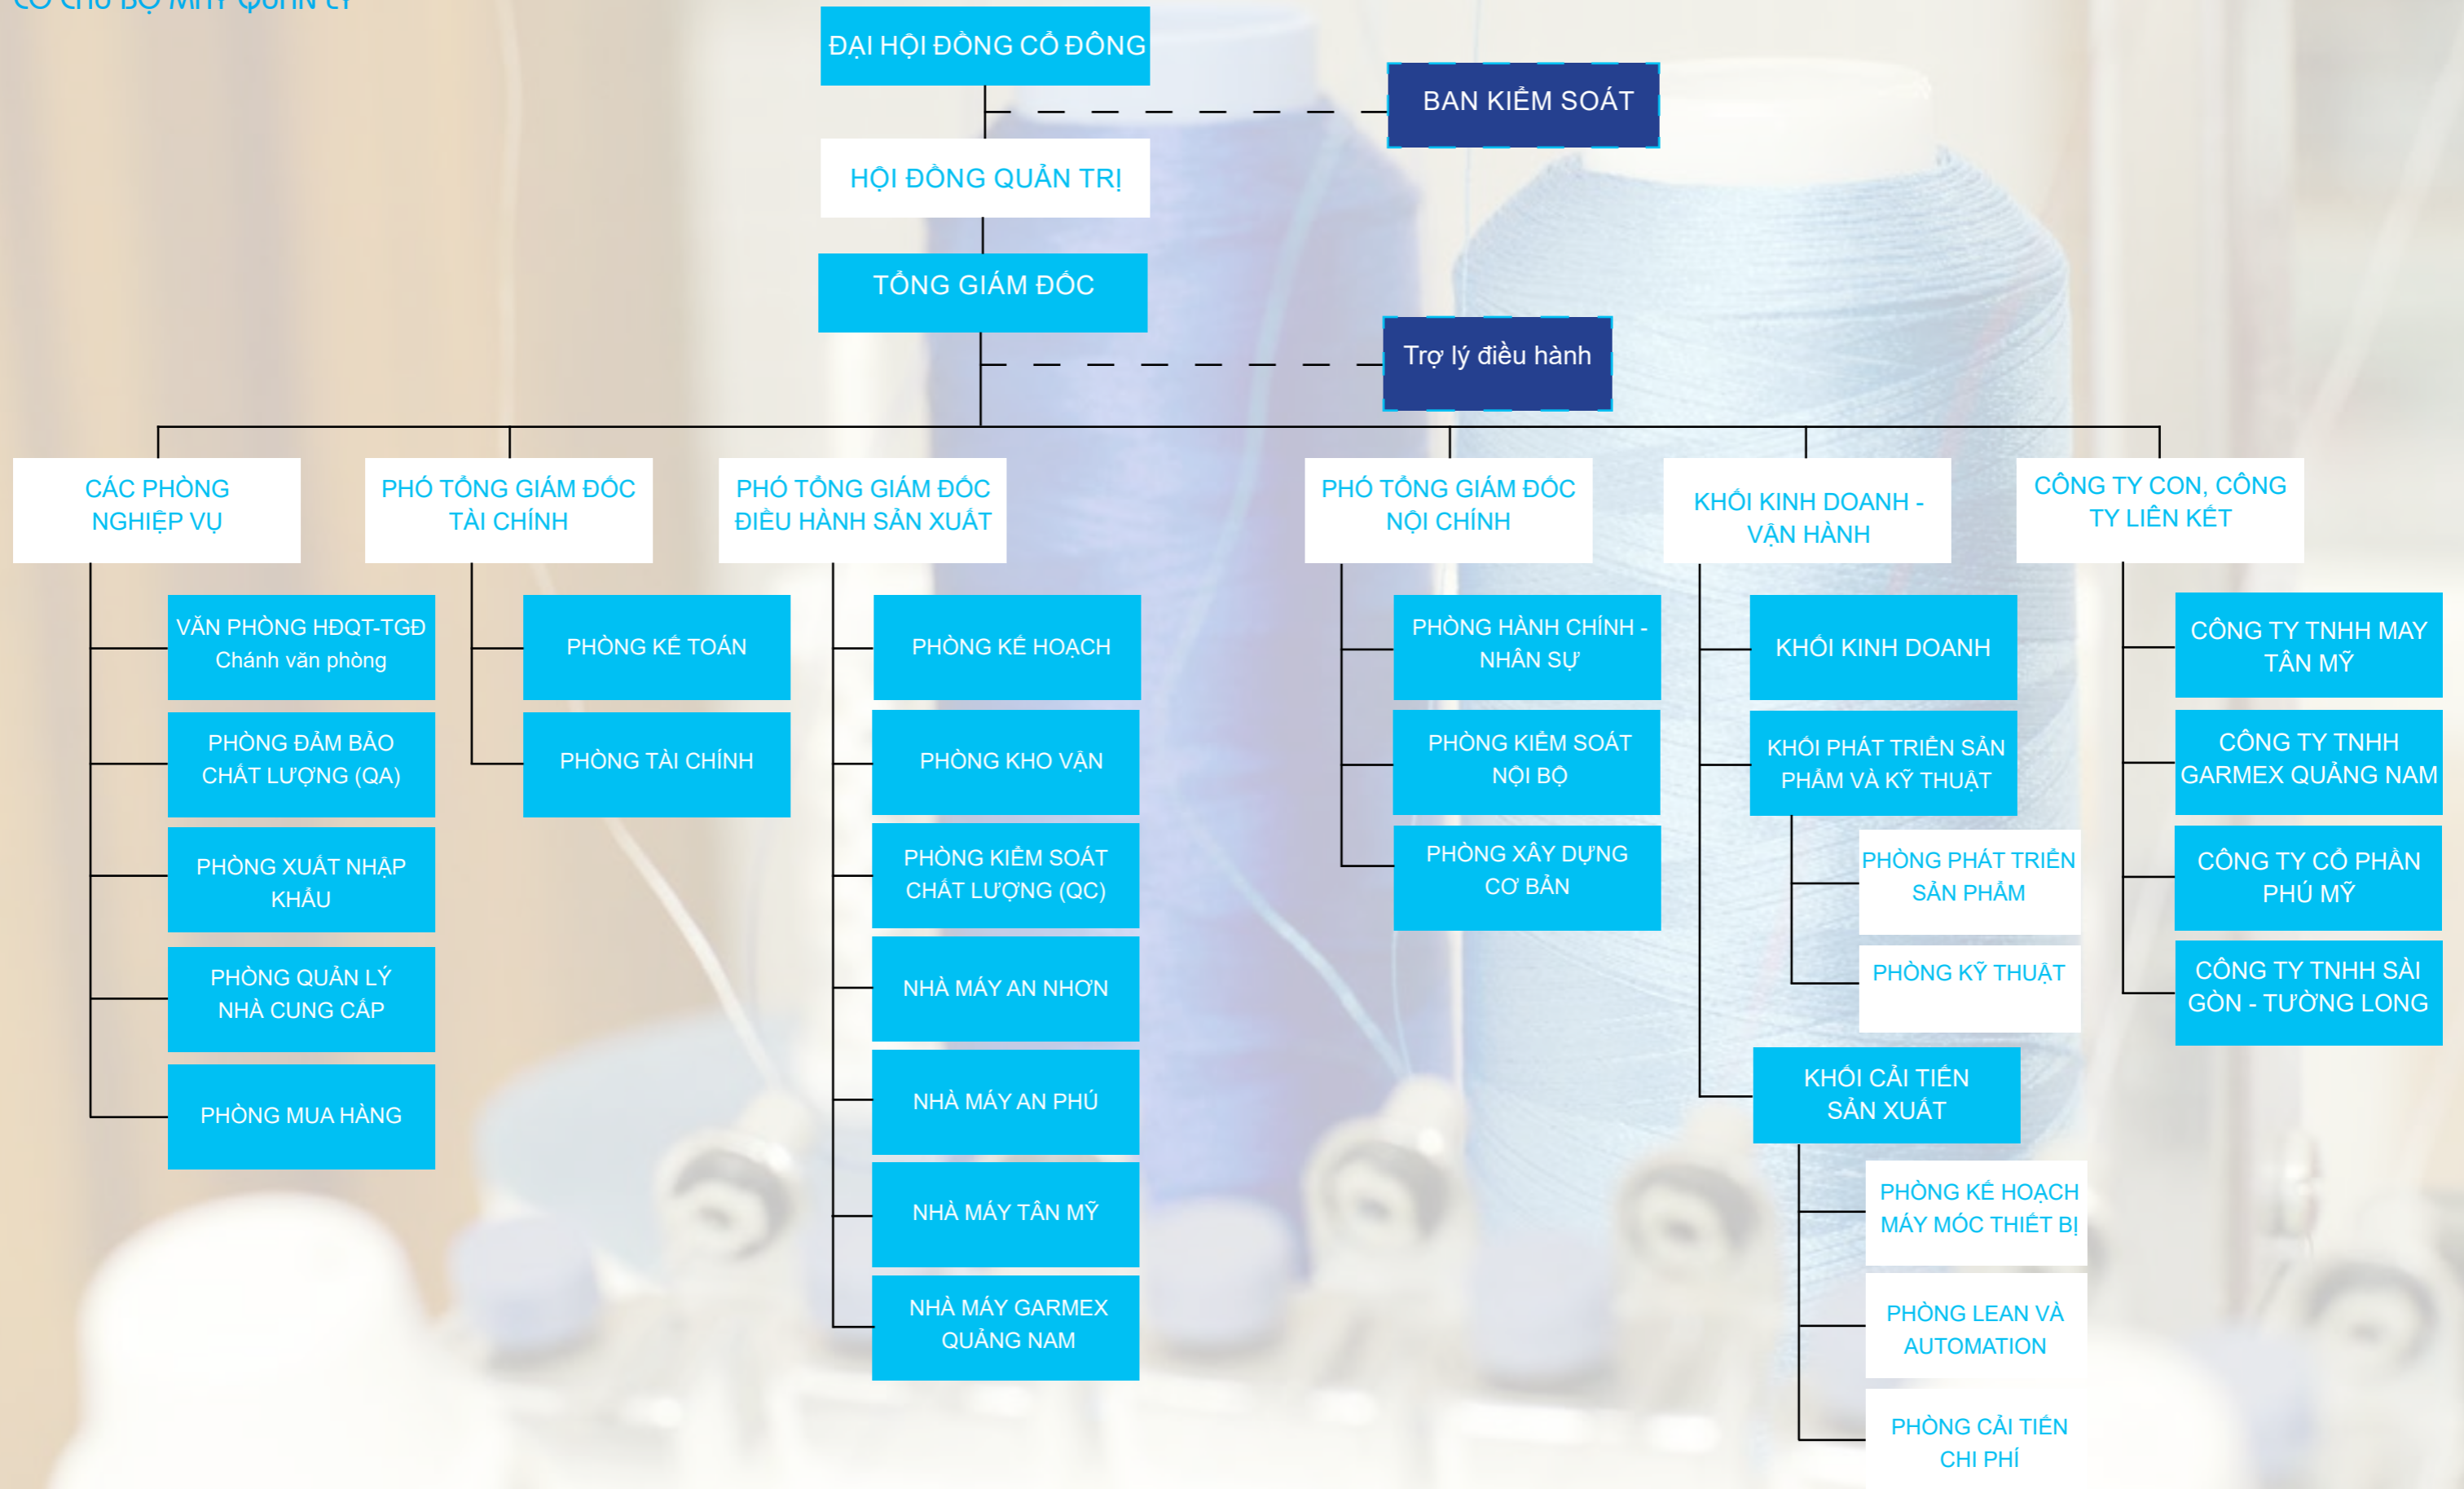 CƠ CHU BỘ MÁY QUẢN LÝ
ĐẠI HỘI ĐỒNG CỔ ĐÔNG
BAN KIỂM SOÁT
HỘI ĐỒNG QUẢN TRỊ
TỔNG GIÁM ĐỐC
Trợ lý điều hành
CÁC PHÒNG
NGHIỆP VỤ
VĂN PHÒNG HĐQT-TGĐ
Chánh văn phòng
PHÒNG ĐẢM BẢO
CHẤT LƯỢNG (QA)
PHÒNG XUẤT NHẬP
KHẨU
PHÒNG QUẢN LÝ
NHÀ CUNG CẤP
PHÒNG MUA HÀNG
PHÓ TỔNG GIÁM ĐỐC
TÀI CHÍNH
PHÒNG KẾ TOÁN
PHÒNG TÀI CHÍNH
PHÓ TỔNG GIÁM ĐỐC
ĐIỀU HÀNH SẢN XUẤT
PHÒNG KẾ HOẠCH
PHÒNG KHO VẬN
PHÒNG KIỂM SOÁT
CHẤT LƯỢNG (QC)
NHÀ MÁY AN NHƠN
NHÀ MÁY AN PHÚ
NHÀ MÁY TÂN MỸ
NHÀ MÁY GARMEX
QUẢNG NAM
PHÓ TỔNG GIÁM ĐỐC
NỘI CHÍNH
PHÒNG HÀNH CHÍNH -
NHÂN SỰ
PHÒNG KIỂM SOÁT
NỘI BỘ
PHÒNG XÂY DỰNG
CƠ BẢN
KHỐI KINH DOANH -
VẬN HÀNH
KHỐI KINH DOANH
KHỐI PHÁT TRIỂN SẢN
PHẨM VÀ KỸ THUẬT
PHÒNG PHÁT TRIỂN
SẢN PHẨM
PHÒNG KỸ THUẬT
KHỐI CẢI TIẾN
SẢN XUẤT
PHÒNG KẾ HOẠCH
MÁY MÓC THIẾT BỊ
PHÒNG LEAN VÀ
AUTOMATION
PHÒNG CẢI TIẾN
CHI PHÍ
CÔNG TY CON, CÔNG
TY LIÊN KẾT
CÔNG TY TNHH MAY
TÂN MỸ
CÔNG TY TNHH
GARMEX QUẢNG NAM
CÔNG TY CỔ PHẦN
PHÚ MỸ
CÔNG TY TNHH SÀI
GÒN - TƯỜNG LONG